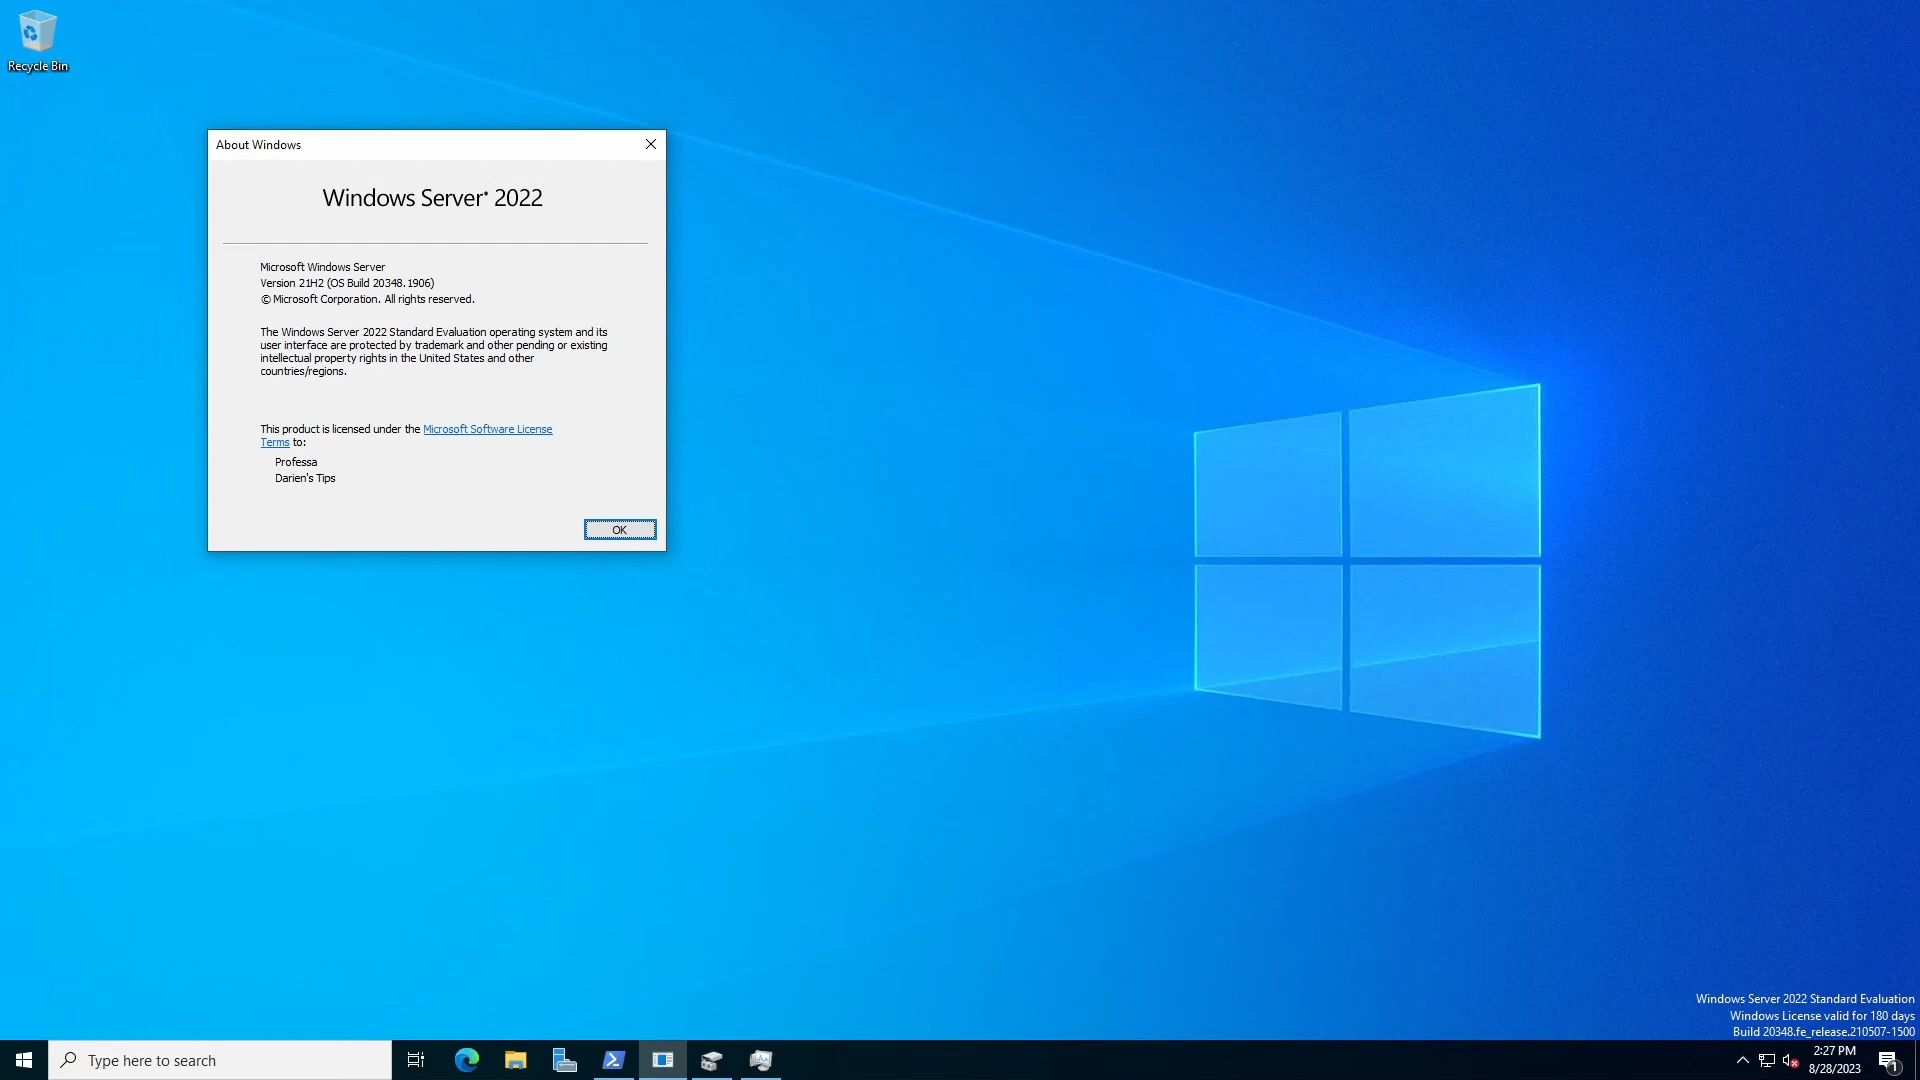 Recycle Bin
About Windows
Windows Server® 2022
Microsoft Windows Server
Version 21H2 (OS Build 20348.1906)
© Microsoft Corporation. All rights reserved.
The Windows Server 2022 Standard Evaluation operating system and its
user interface are protected by trademark and other pending or existing
intellectual property rights in the United States and other
countries/regions.
This product is licensed under the Microsoft Software License
Terms to:
Professa
Darien's Tips
OK
Windows Server 2022 Standard Evaluation
Windows License valid for 180 days
Build 20348.fe_release.210507-1500
Type here to search
2:27 PM
8/28/2023
1